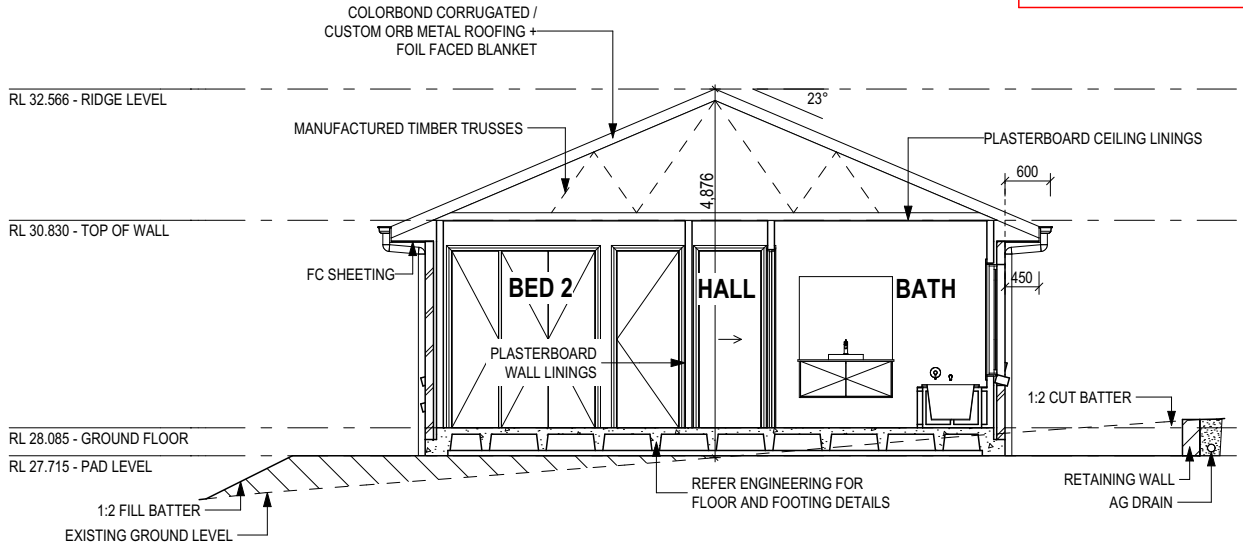 COLORBOND CORRUGATED /
CUSTOM ORB METAL ROOFING +
FOIL FACED BLANKET
RL 32.566 - RIDGE LEVEL
23°
MANUFACTURED TIMBER TRUSSES
PLASTERBOARD CEILING LININGS
600
4,876
RL 30.830 - TOP OF WALL
FC SHEETING
450
BED 2
HALL
BATH
PLASTERBOARD
WALL LININGS
1:2 CUT BATTER
RL 28.085 - GROUND FLOOR
RL 27.715 - PAD LEVEL
REFER ENGINEERING FOR
FLOOR AND FOOTING DETAILS
RETAINING WALL
AG DRAIN
1:2 FILL BATTER
EXISTING GROUND LEVEL